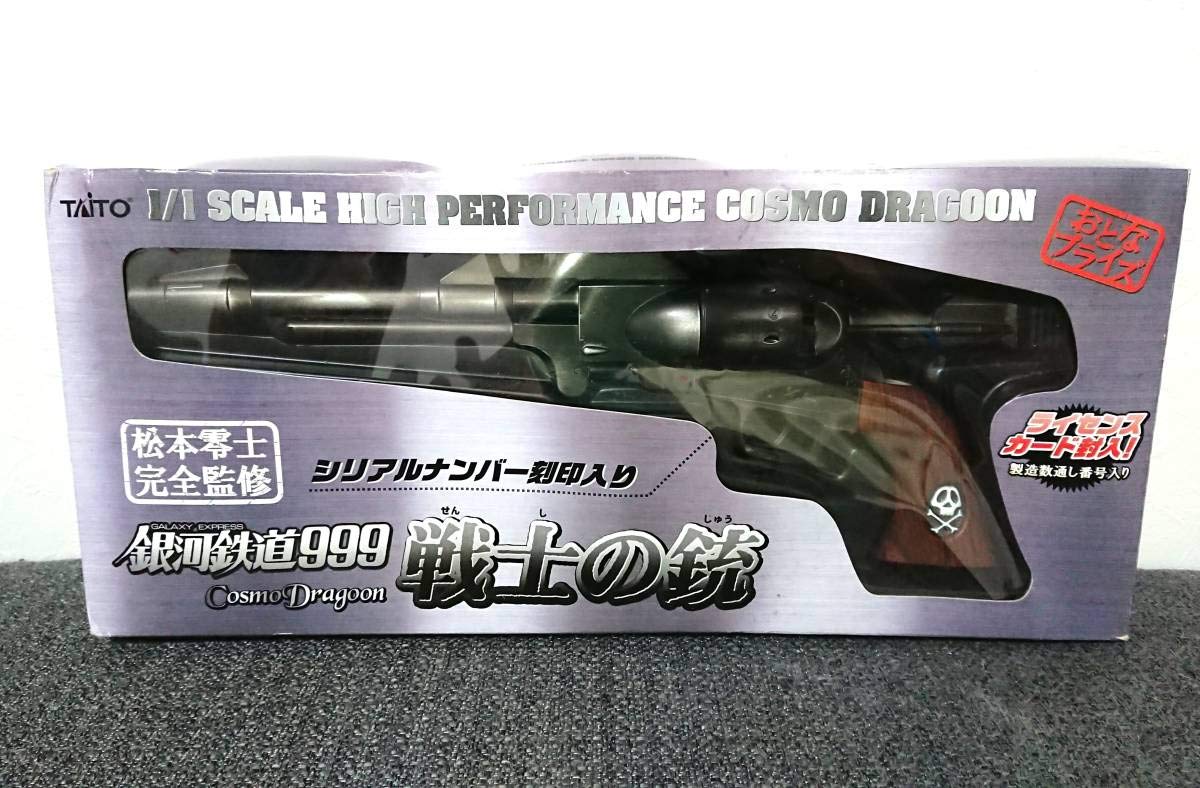 TAITO
1/1 SCALE HIGH PERFORMANCE COSMO DRAGOON
おとな
プライズ
松本零士
完全監修
シリアルナンバー刻印入り
ライセンス
カード封入!
製造数通し番号入り
GALAXY EXPRESS
銀河鉄道999
Cosmo Dragoon
せんし じゅう
戦士の銃